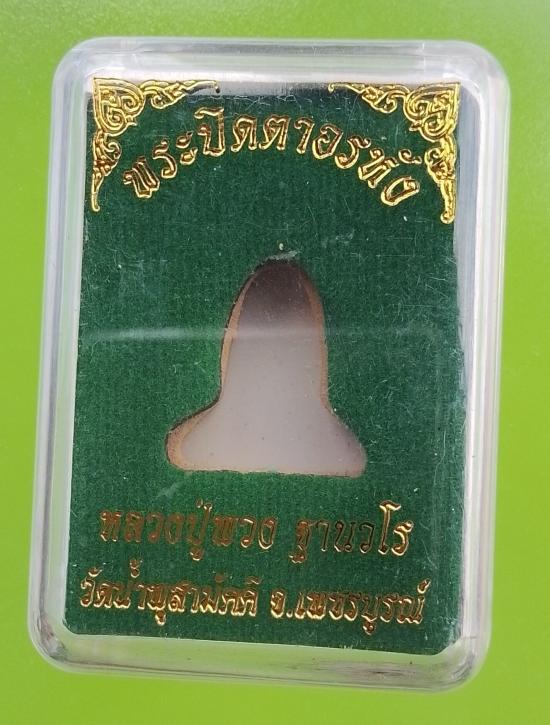 พระปิดตาอรหัง
หลวงปู่พวง ฐานวโร
วัดน้ำพุสามัคคี จ.เพชรบูรณ์